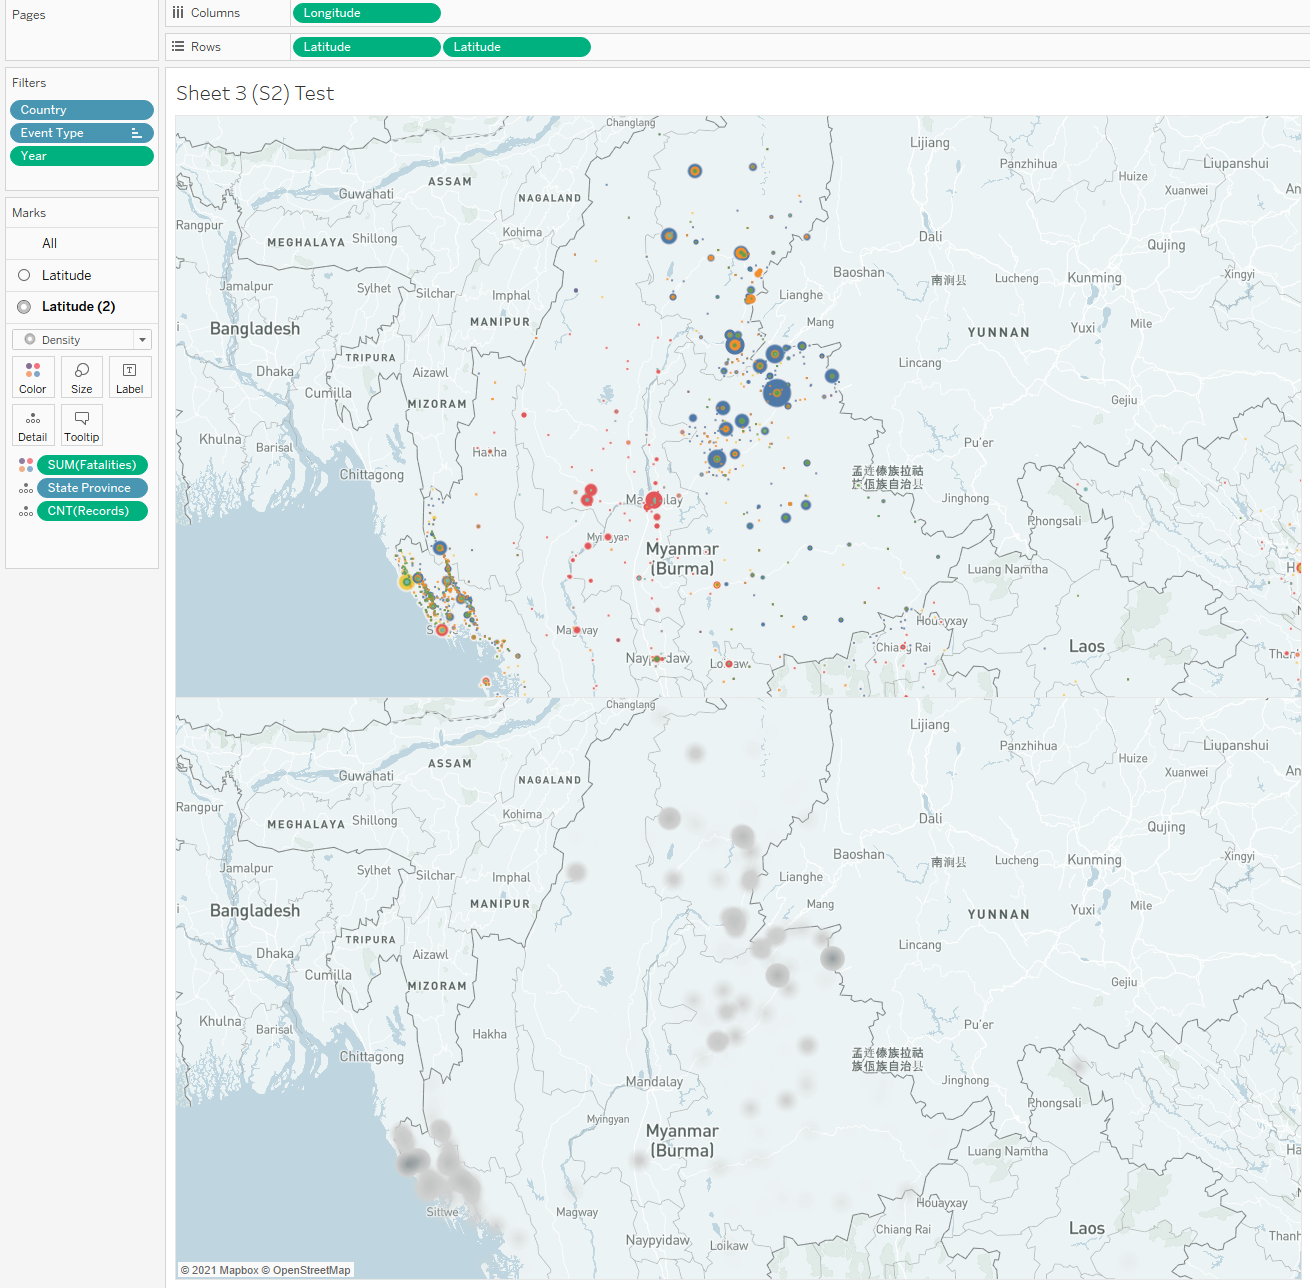 Pages
Columns
Longitude
Rows
Latitude
Latitude
Filters
Country
Event Type
Year
Marks
All
Latitude
Latitude (2)
Density
Color
Size
Label
Detail
Tooltip
SUM(Fatalities)
State Province
CNT(Records)
Sheet 3 (S2) Test
Changlang
Lijiang
Panzhihua
Liupanshui
Huize
Xuanwei
An
ASSAM
Guwahati
NAGALAND
Rangpur
Kohima
MEGHALAYA
Shillong
Dali
Qujing
Baoshan
南涧县
Lucheng
Kunming
Xingyi
Jamalpur
Sylhet
Silchar
Imphal
Lianghe
MANIPUR
Mang
Yuxi
Mile
Bangladesh
YUNNAN
TRIPURA
Lincang
Dhaka
Aizawl
Cumilla
MIZORAM
Gejiu
Khulna
Barisal
Hakha
Pu'er
Chittagong
孟连傣族拉祜
族佤族自治县
Jinghong
Phongsali
Myingyan
Myanmar
(Burma)
Luang Namtha
Magway
Houayxay
Chiang Rai
Laos
Naypyidaw
Loikaw
Than
Changlang
Lijiang
Panzhihua
Liupanshui
Huize
Xuanwei
An
ASSAM
Guwahati
NAGALAND
Rangpur
Kohima
MEGHALAYA
Shillong
Dali
Qujing
Baoshan
南涧县
Lucheng
Kunming
Xingyi
Jamalpur
Sylhet
Silchar
Imphal
Lianghe
MANIPUR
Mang
Yuxi
Mile
Bangladesh
YUNNAN
TRIPURA
Lincang
Dhaka
Aizawl
Cumilla
MIZORAM
Gejiu
Khulna
Barisal
Hakha
Pu'er
Chittagong
孟连傣族拉祜
族佤族自治县
Mandalay
Jinghong
Phongsali
Myingyan
Myanmar
(Burma)
Luang Namtha
Ha
Sittwe
Magway
Houayxay
Chiang Rai
Laos
Naypyidaw
Loikaw
Thanh
© 2021 Mapbox © OpenStreetMap